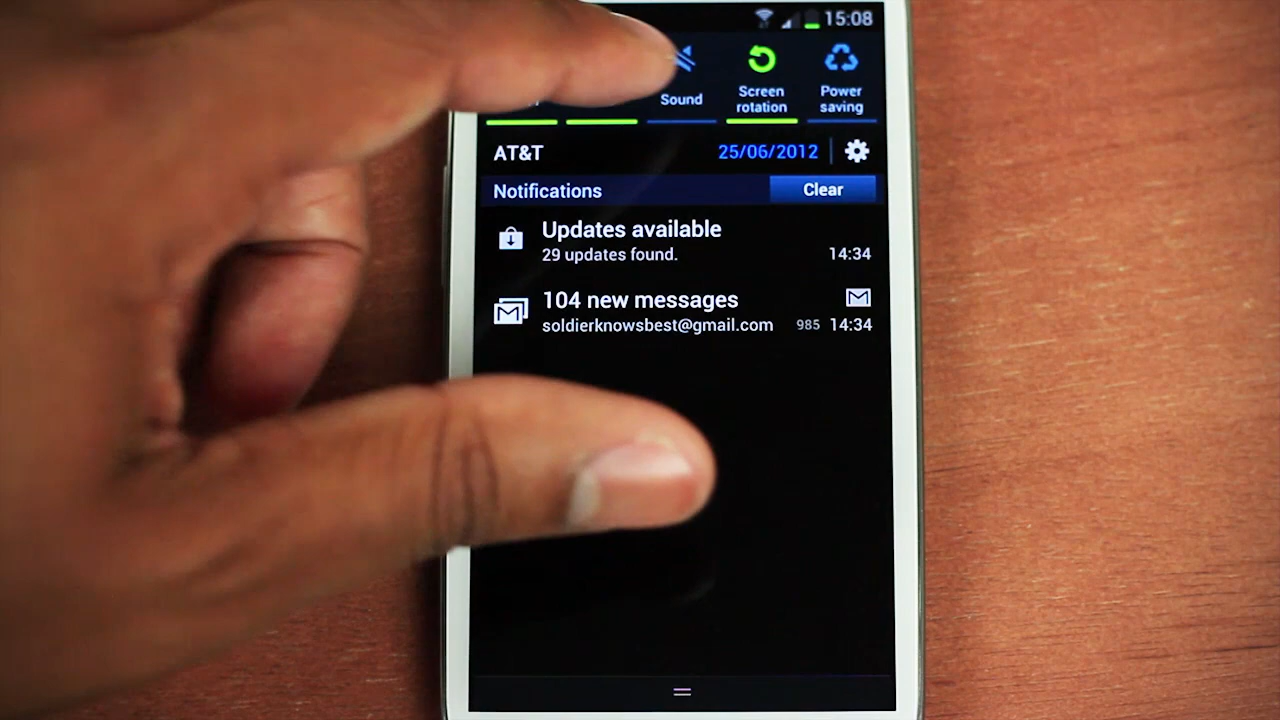 15:08
Sound
Screen rotation
Power saving
AT&T
25/06/2012
Notifications
Clear
Updates available
29 updates found.
14:34
104 new messages
soldierknowsbest@gmail.com
985 14:34